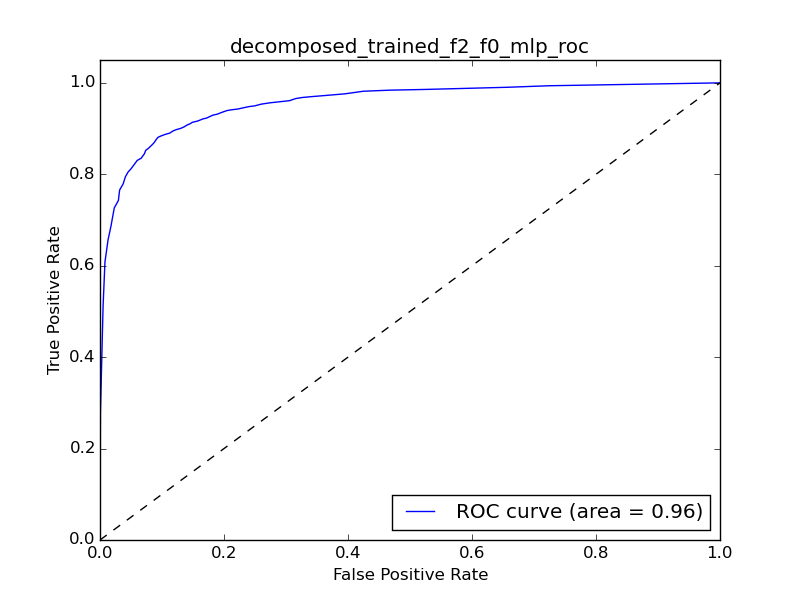 decomposed_trained_f2_f0_mlp_roc
1.0
0.8
0.6
0.4
0.2
0.0
True Positive Rate
ROC curve (area = 0.96)
0.0 0.2 0.4 0.6 0.8 1.0
False Positive Rate